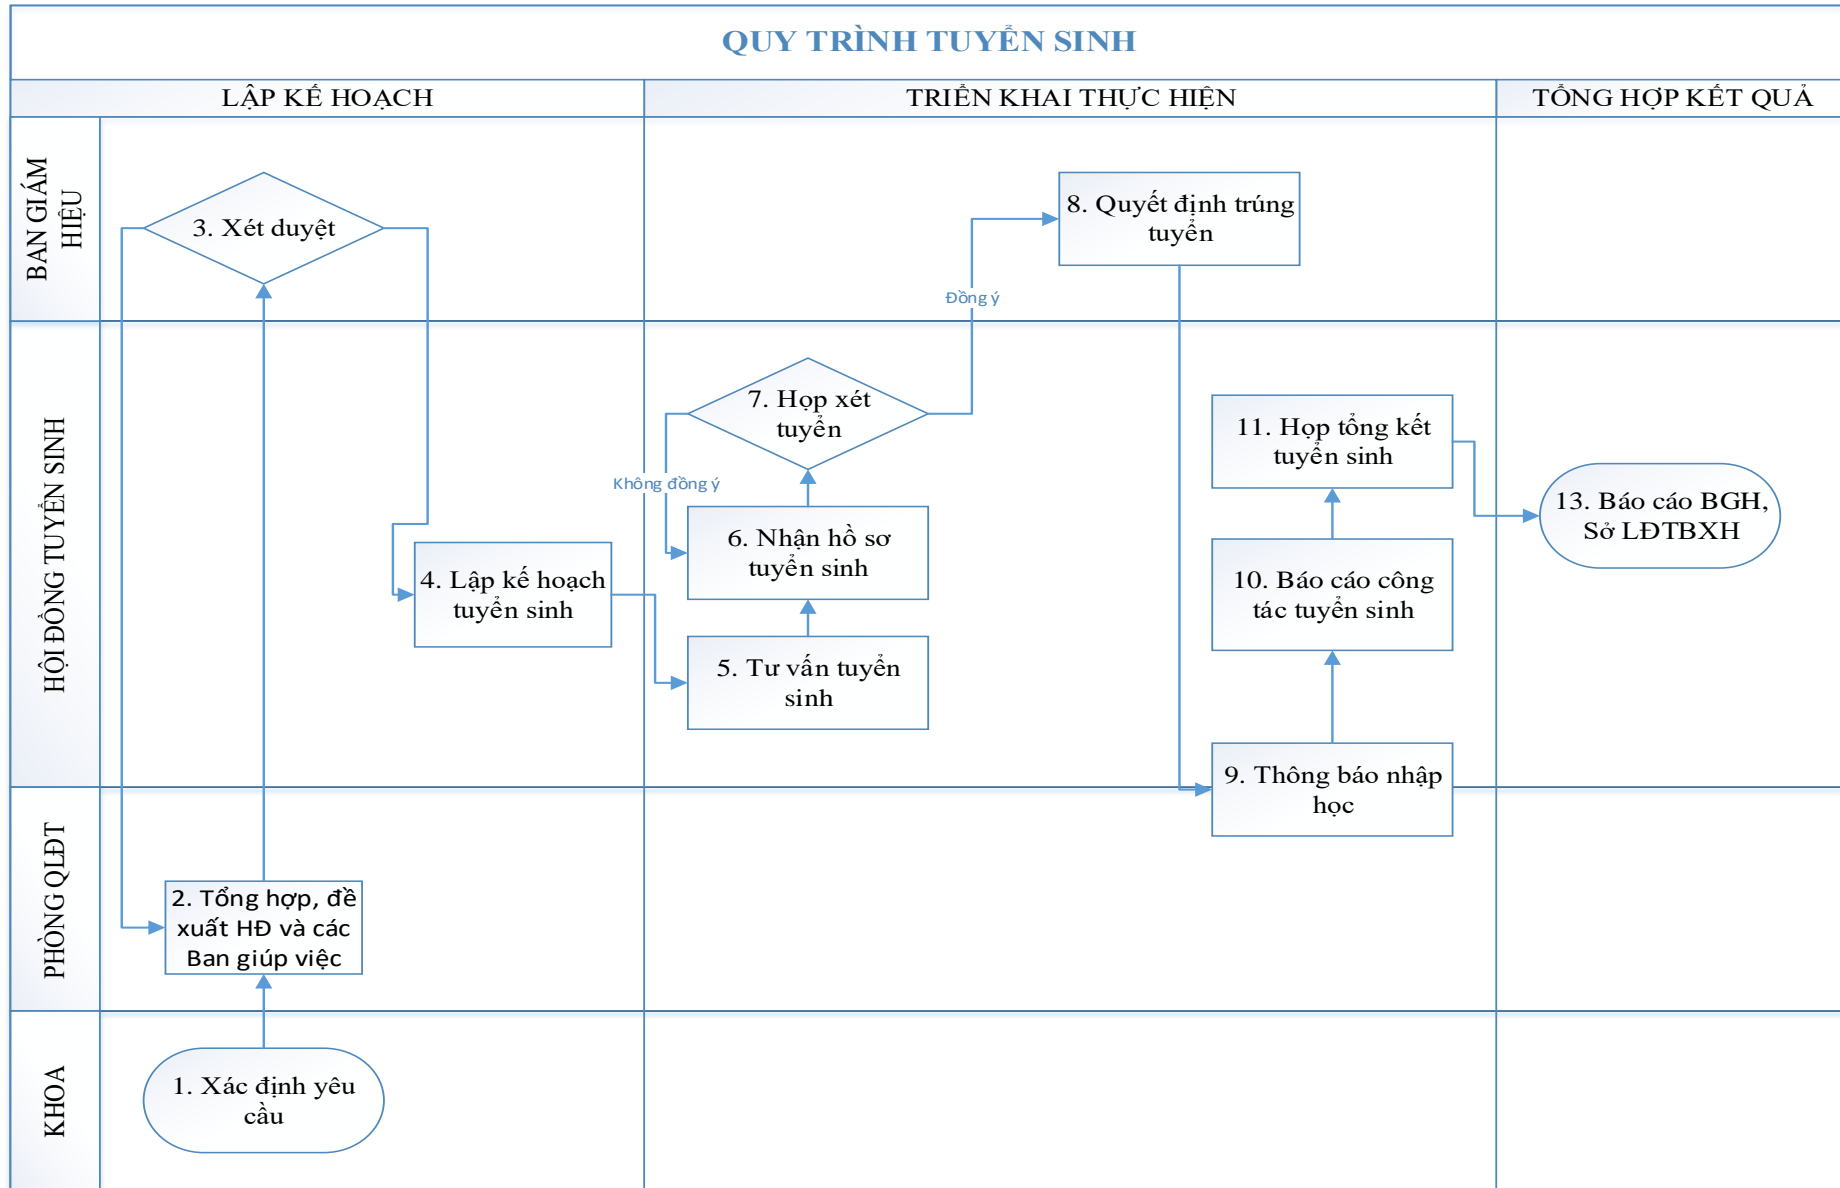 QUY TRÌNH TUYỂN SINH
LẬP KẾ HOẠCH
TRIỂN KHAI THỰC HIỆN
TỔNG HỢP KẾT QUẢ
BAN GIÁM
HIỆU
3. Xét duyệt
8. Quyết định trúng
tuyển
Đồng ý
HỘI ĐỒNG TUYỂN SINH
7. Họp xét
tuyển
Không đồng ý
6. Nhận hồ sơ
tuyển sinh
4. Lập kế hoạch
tuyển sinh
5. Tư vấn tuyển
sinh
11. Họp tổng kết
tuyển sinh
10. Báo cáo công
tác tuyển sinh
9. Thông báo nhập
học
13. Báo cáo BGH,
Sở LĐTBXH
PHÒNG QLĐT
2. Tổng hợp, đề
xuất HĐ và các
Ban giúp việc
KHOA
1. Xác định yêu
cầu